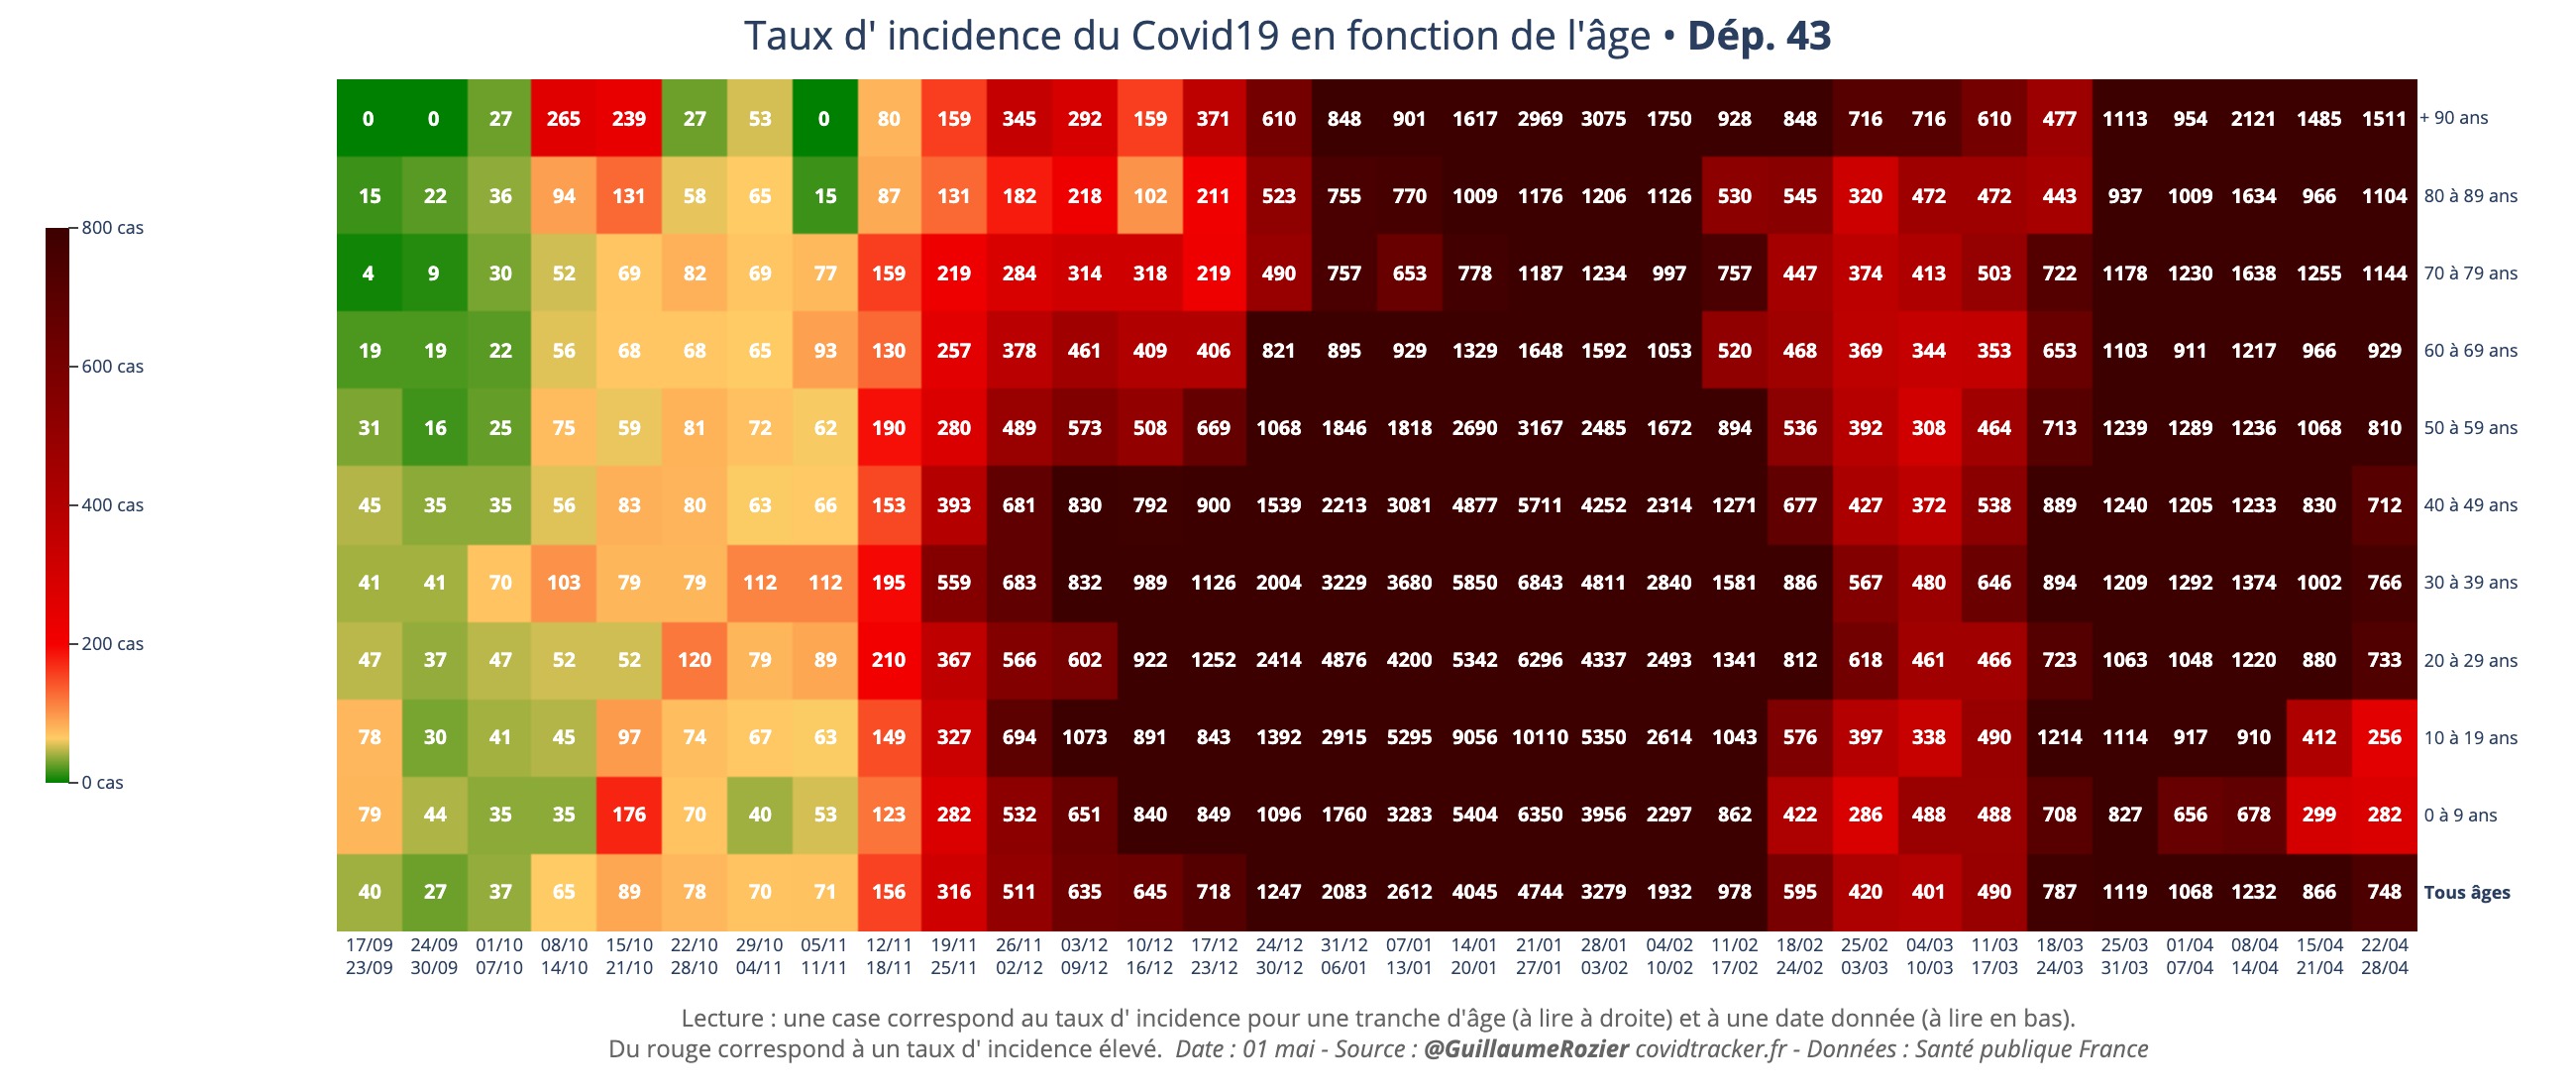 Taux d' incidence du Covid19 en fonction de l'âge • Dép. 43
0 0 27 265 239 27 53 0 80 159 345 292 159 371 610 848 901 1617 2969 3075 1750 928 848 716 716 610 477 1113 954 2121 1485 1511 + 90 ans
15 22 36 94 131 58 65 15 87 131 182 218 102 211 523 755 770 1009 1176 1206 1126 530 545 320 472 472 443 937 1009 1634 966 1104 80 à 89 ans
800 cas
4 9 30 52 69 82 69 77 159 219 284 314 318 219 490 757 653 778 1187 1234 997 757 447 374 413 503 722 1178 1230 1638 1255 1144 70 à 79 ans
19 19 22 56 68 68 65 93 130 257 378 461 409 406 821 895 929 1329 1648 1592 1053 520 468 369 344 353 653 1103 911 1217 966 929 60 à 69 ans
600 cas
31 16 25 75 59 81 72 62 190 280 489 573 508 669 1068 1846 1818 2690 3167 2485 1672 894 536 392 308 464 713 1239 1289 1236 1068 810 50 à 59 ans
400 cas
45 35 35 56 83 80 63 66 153 393 681 830 792 900 1539 2213 3081 4877 5711 4252 2314 1271 677 427 372 538 889 1240 1205 1233 830 712 40 à 49 ans
41 41 70 103 79 79 112 112 195 559 683 832 989 1126 2004 3229 3680 5850 6843 4811 2840 1581 886 567 480 646 894 1209 1292 1374 1002 766 30 à 39 ans
200 cas
47 37 47 52 52 120 79 89 210 367 566 602 922 1252 2414 4876 4200 5342 6296 4337 2493 1341 812 618 461 466 723 1063 1048 1220 880 733 20 à 29 ans
78 30 41 45 97 74 67 63 149 327 694 1073 891 843 1392 2915 5295 9056 10110 5350 2614 1043 576 397 338 490 1214 1114 917 910 412 256 10 à 19 ans
0 cas
79 44 35 35 176 70 40 53 123 282 532 651 840 849 1096 1760 3283 5404 6350 3956 2297 862 422 286 488 488 708 827 656 678 299 282 0 à 9 ans
40 27 37 65 89 78 70 71 156 316 511 635 645 718 1247 2083 2612 4045 4744 3279 1932 978 595 420 401 490 787 1119 1068 1232 866 748 Tous âges
17/09 24/09 01/10 08/10 15/10 22/10 29/10 05/11 12/11 19/11 26/11 03/12 10/12 17/12 24/12 31/12 07/01 14/01 21/01 28/01 04/02 11/02 18/02 25/02 04/03 11/03 18/03 25/03 01/04 08/04 15/04 22/04
23/09 30/09 07/10 14/10 21/10 28/10 04/11 11/11 18/11 25/11 02/12 09/12 16/12 23/12 30/12 06/01 13/01 20/01 27/01 03/02 10/02 17/02 24/02 03/03 10/03 17/03 24/03 31/03 07/04 14/04 21/04 28/04
Lecture : une case correspond au taux d' incidence pour une tranche d'âge (à lire à droite) et à une date donnée (à lire en bas).
Du rouge correspond à un taux d' incidence élevé. Date : 01 mai - Source : @GuillaumeRozier covidtracker.fr - Données : Santé publique France